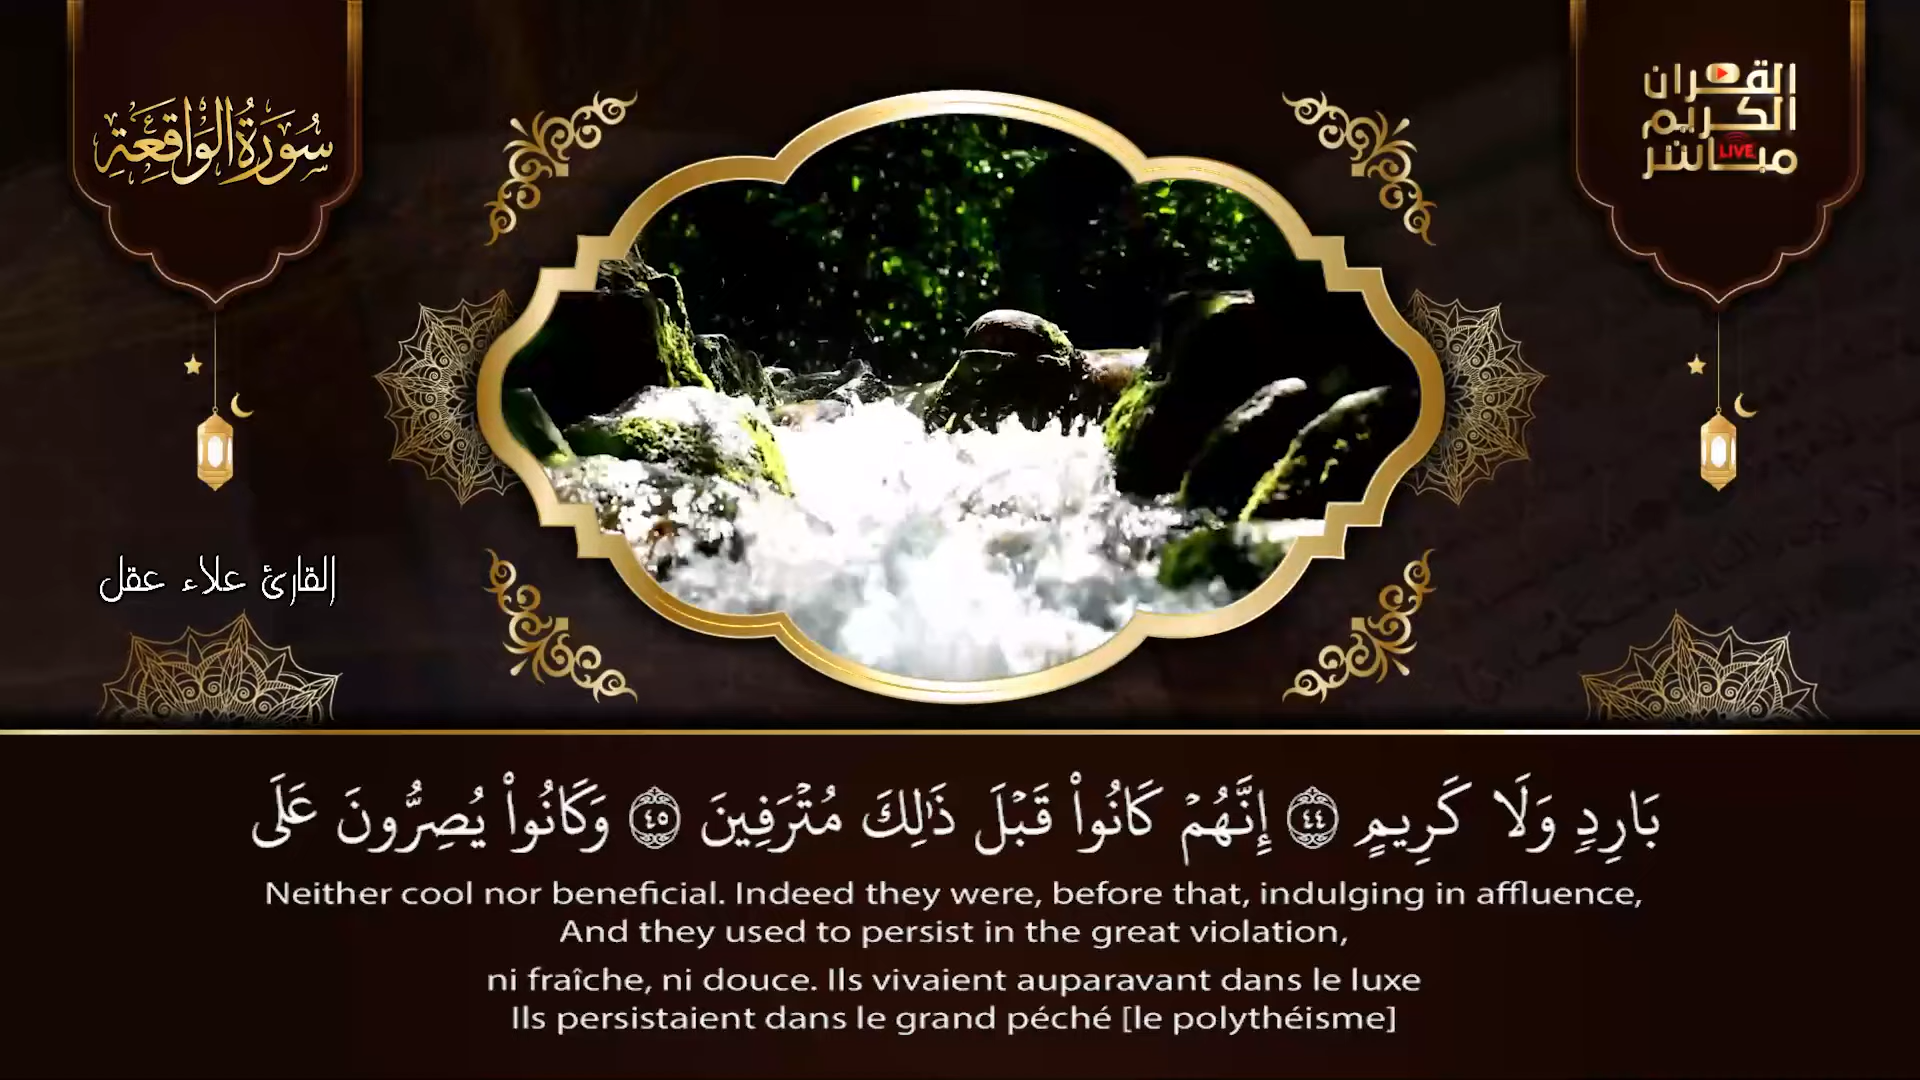 سُورَةُ الْوَاقِعَةِ
القران
الكريم
مباشر
LIVE
القارئ علاء عقل
بَارِدٖ وَلَا كَرِيمٍ ٤٤ إِنَّهُمۡ كَانُواْ قَبۡلَ ذَٰلِكَ مُتۡرَفِينَ ٤٥ وَكَانُواْ يُصِرُّونَ عَلَى
Neither cool nor beneficial. Indeed they were, before that, indulging in affluence,
And they used to persist in the great violation,
ni fraîche, ni douce. Ils vivaient auparavant dans le luxe
Ils persistaient dans le grand péché [le polythéisme]